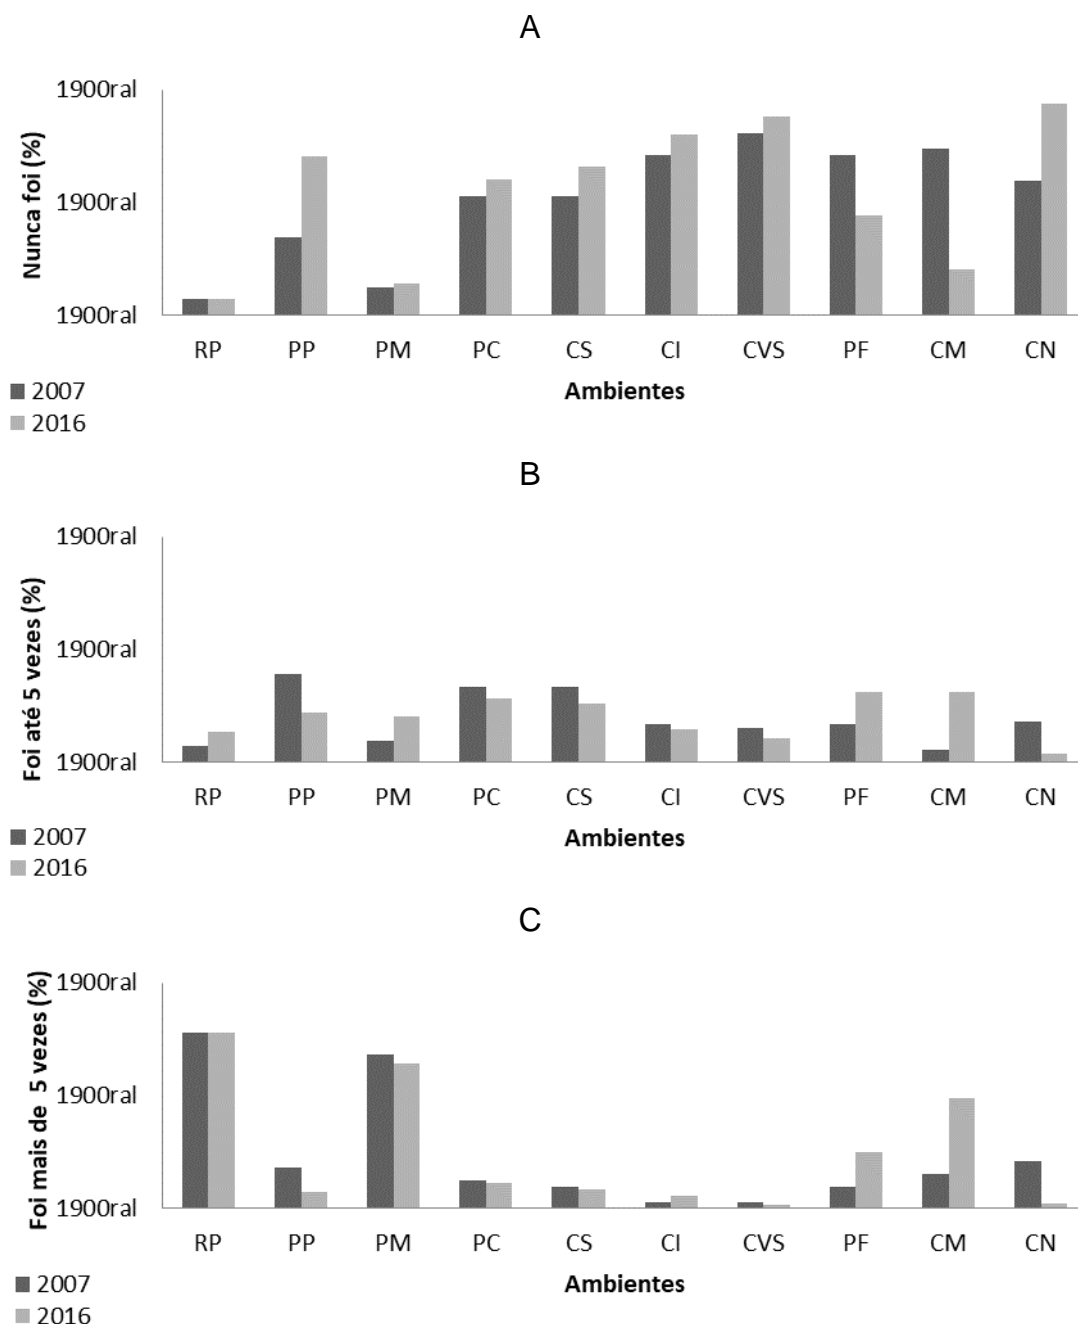 A
1900ral
1900ral
1900ral
Nunca foi (%)
RP PP PM PC CS CI CVS PF CM CN
Ambientes
2007
2016
B
1900ral
1900ral
1900ral
Foi até 5 vezes (%)
RP PP PM PC CS CI CVS PF CM CN
Ambientes
2007
2016
C
1900ral
1900ral
1900ral
Foi mais de 5 vezes (%)
RP PP PM PC CS CI CVS PF CM CN
Ambientes
2007
2016